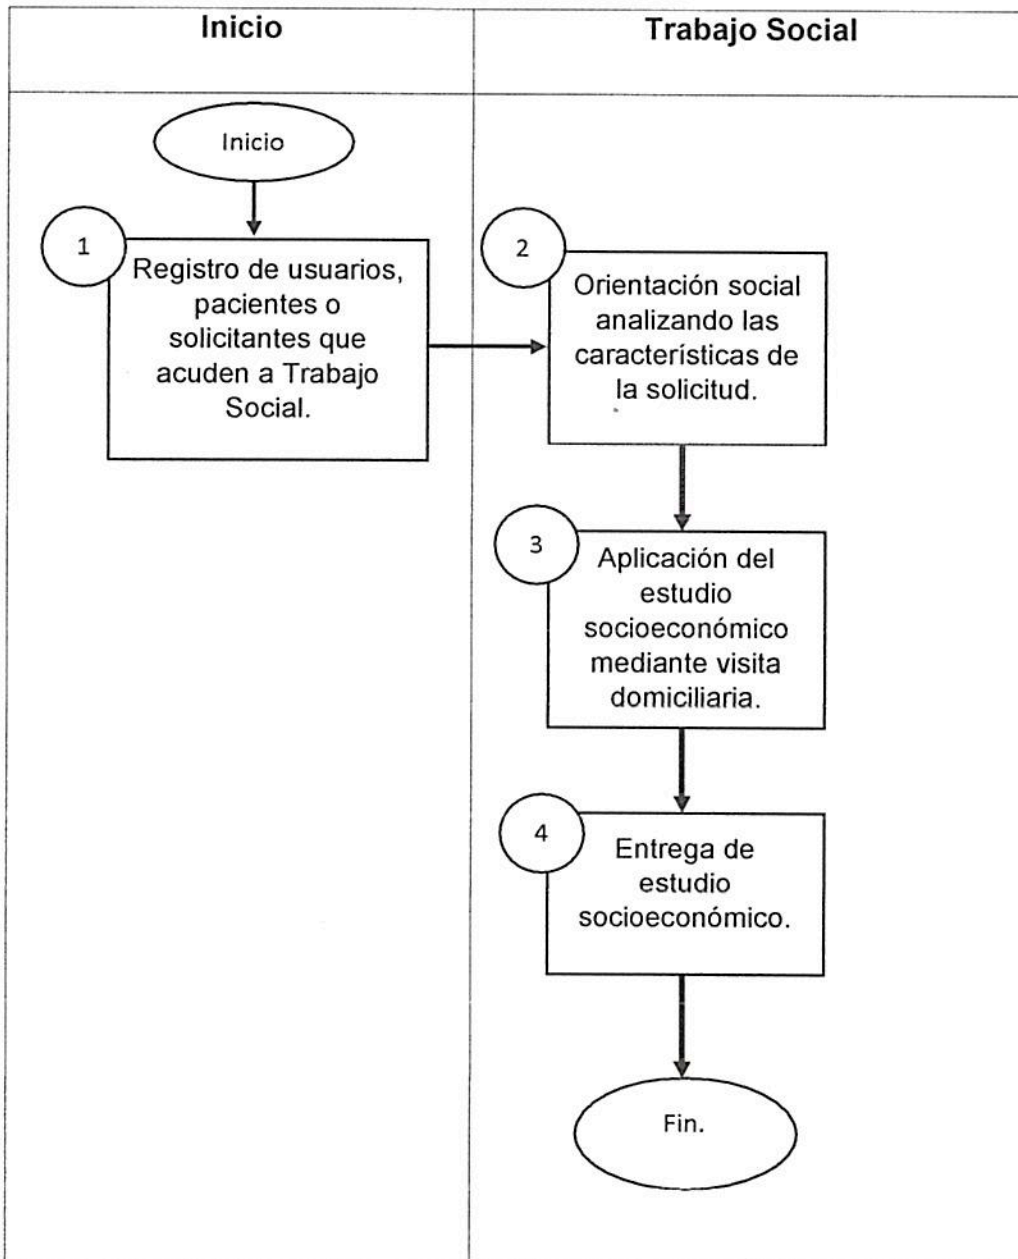 Inicio
Trabajo Social
Inicio
1
Registro de usuarios,
pacientes o
solicitantes que
acuden a Trabajo
Social.
2
Orientación social
analizando las
características de
la solicitud.
3
Aplicación del
estudio
socioeconómico
mediante visita
domiciliaria.
4
Entrega de
estudio
socioeconómico.
Fin.